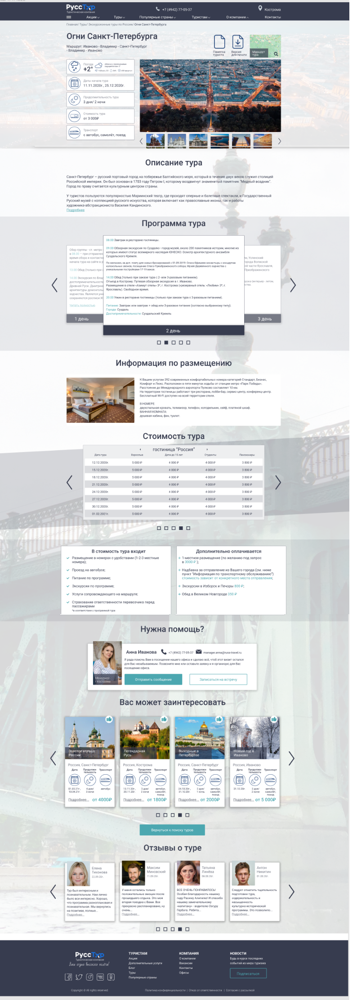 РуссТур
Туристическая компания
+7 (4942) 77-05-37
Кострома
Акции
Туры
Популярные страны
Туристам
О компании
Контакты
Главная/ Туры/ Экскурсионные туры по России/ Огни Санкт-Петербурга
Огни Санкт-Петербурга
Маршрут: Иваново - Владимир - Санкт-Петербург
- Владимир - Иваново
Памятка
туриста
Версия
для печати
Маршрут
тура
Погода
+2°
Даты начала тура
11.11.2020г., 25.12.2020г.
Продолжительность тура
3 дня/ 2 ночи
Стоимость тура
от 3 000₽
Транспорт
с автобус, самолёт, поезд
Описание тура
Санкт-Петербург – русский портовый город на побережье Балтийского моря, который в течение двух веков служил столицей
Российской империи. Он был основан в 1703 году Петром I, которому воздвигнут знаменитый памятник "Медный всадник".
Город по праву считается культурным центром страны.
У туристов пользуются популярностью Мариинский театр, где проходят оперные и балетные спектакли, и Государственный
Русский музей с коллекцией русского искусства, которая включает как православные иконы, так и работы
художника-абстракциониста Василия Кандинского.
Подробнее
Программа тура
Сбор группы - ст. метро
в 08.00 – при отправлен
время сбора и контактн
начала тура на сайте в р
13.00 Обед (только при з
14.00 Экскурсия по Влад
достопримечательности
Древней Руси. Дмитрие
архитектуры домонголь
зодчества. Является уни
сохраняются росписи XI
Читать полностью
1 день
08.00 Завтрак в ресторане гостиницы.
09.00 Обзорная экскурсия по Суздалю - город-музей, около 200 памятников истории, многие из
которых имеют статус всемирного наследия ЮНЕСКО. Осмотр архитектурного ансамбля
Суздальского Кремля.
По желанию, за доп. плату для новых бронирований с 01.09.2019: Спасо-Ефимиев монастырь с концертом
колокольных звонов, посещение Спасо-Преображенского собора, Музей Деревянного зодчества с
уникальными постройками 17-19 веков.
14.00 Обед (только при заказе тура с 2- или 3-разовым питанием).
Отъезд в Кострому. Путевая обзорная экскурсия в г. Иваново.
Размещение в отеле «Азимут отель» 3*, г. Кострома («резервный отель: «Любим» 3*, г.
Ярославль). Свободное время.
20.00 Ужин в ресторане гостиницы (только при заказе тура с 3-разовым питанием).
Питание: Завтрак или завтрак + обед или 3-разовое питание (согласно выбранному типу).
Города: Суздаль
Достопримечательности: Суздальский Кремль
2 день
ле, Успенский
города Волжской
ой части Ярославля,
Преображенского
3 день
Информация по размещению
К Вашим услугам 392 современных комфортабельных номера категорий Стандарт, Бизнес,
Комфорт и Люкс. Расположен в пяти минутах ходьбы от станции метро «Парк Победы».
Расстояние до Международного аэропорта Пулково составляет 10 км.
На территории гостиницы работают три ресторана, лобби-бар, сервис-центр, конференц-центр.
Бесплатный Wi-Fi доступен на всей территории отеля.
В НОМЕРЕ:
двухспальная кровать, телевизор, телефон, холодильник, сейф, платяной шкаф.
ВАННАЯ КОМНАТА:
душевая кабина, фен, туалет.
Стоимость тура
гостиница "Россия"
Дата тура Взрослые Дети до 15 лет Студенты Пенсионеры
12.12.2020г. 5 000 ₽ 4 000 ₽ 4 000 ₽ 3 800 ₽
15.12.2020г. 5 000 ₽ 4 000 ₽ 4 000 ₽ 3 800 ₽
18.12.2020г. 5 000 ₽ 4 000 ₽ 4 000 ₽ 3 800 ₽
21.12.2020г. 5 000 ₽ 4 000 ₽ 4 000 ₽ 3 800 ₽
24.12.2020г. 5 000 ₽ 4 000 ₽ 4 000 ₽ 3 800 ₽
27.12.2020г. 5 000 ₽ 4 000 ₽ 4 000 ₽ 3 800 ₽
30.12.2020г. 5 000 ₽ 4 000 ₽ 4 000 ₽ 3 800 ₽
01.02.2021г. 5 000 ₽ 4 000 ₽ 4 000 ₽ 3 800 ₽
В стоимость тура входит
Размещение в номерах с удобствами (1-2-3 местные
номера);
Проезд на автобусе;
Питание по программе;
Экскурсии по программе;
Услуги сопровождающего на маршруте;
Страхование ответственности перевозчика перед
пассажирами
*в соответствии с программой тура
Дополнительно оплачивается
+ 1-местное размещение (по желанию под запрос
в 3000 ₽ );
+ Надбавка за отправление из Вашего города (см. ниже
пункт "Информация по транспортному обслуживанию")
стоимость зависит от конкретного места отправления;
+ Экскурсии в Изборск и Печоры 800 ₽;
+ Обед в Великом Новгороде 350 ₽
Нужна помощь?
Анна Иванова
+7 (4942) 77-05-37
manager.anna@russ-travel.ru
Я рада помочь Вам в посещении нашего офиса и сделаю всё, чтоб этот визит остался
для Вас незабываемым. Позвоните мне или оставьте заявку и я организую для Вас
посещение офиса.
Менеджер
г.Кострома
Отправить сообщение
Записаться на встречу
Вас может заинтересовать
Золотое кольцо
России
Россия, Санкт-Петербург
Дата Продолжи-тельность Транспорт
01.03.21г., 10.04.21г.
4 дня/ 3 ночи
автобус
Подробнее... от 4000₽
Легендарная
Русь
Россия, Кострома
Дата Продолжи-тельность Транспорт
13.11.20г., 20.11.20г.
3 дня/ 2 ночи
автобус, самолёт, поезд
Подробнее... от 1800₽
Выходные в
Петербурге
Россия, Санкт-Петербург
Дата Продолжи-тельность Транспорт
24.10.20г., 31.10.20г.
2 дня/ 1 ночь
автобус, самолёт, поезд
Подробнее... от 2000₽
Новый год в
Иваново
Россия, Иваново
Дата Продолжи-тельность Транспорт
31.12.20г.
3 дня/ 2 ночи
автобус, самолёт, поезд
Подробнее... от 5 000₽
Вернуться к поиску туров
Отзывы о туре
Елена
Тихонова
22.09.20г.
Тур был интересным и
познавательным. Нам лично
было все интересно. Хорошо,
что программа разноплановая и
познавательная. Мы вернулись
на позитиве, полные...
Подробнее...
Максим
Миновский
11.09.20г.
У меня остались только
положительные эмоции после
прошедшего отдыха. Это моя
вторая поездка с Вами. Все
прекрасно распланировано, ну
очень...
Подробнее...
Татьяна
Линёва
08.08.20г.
ВСЕ ОЧЕНЬ ПОНРАВИЛОСЬ!
Особая благодарность нашему
гиду Расиму Алигилю! И спасибо
нашему замечательному
«капитану» - водителю Озгуру
Гербога. Ребята...
Подробнее...
Антон
Никитин
01.08.20г.
Следует отметить тщательность
подготовки тура,
содержательность и
насыщенность
культурно-исторической
программы. Это позволило...
Подробнее...
РуссТур
Туристическая компания
Ваш отдых высокого полёта!
ТУРИСТАМ
Акции
Дополнительные услуги
Блог
Туры
Популярные страны
КОМПАНИЯ
О компании
Вакансии
Контакты
Офисы
НОВОСТИ
Будь в курсе последних
событий из мира туризма
Подписаться
Copyright © All rights reserved
Политика конфиденциальности | Отказ от ответственности | Согласие с рассылкой